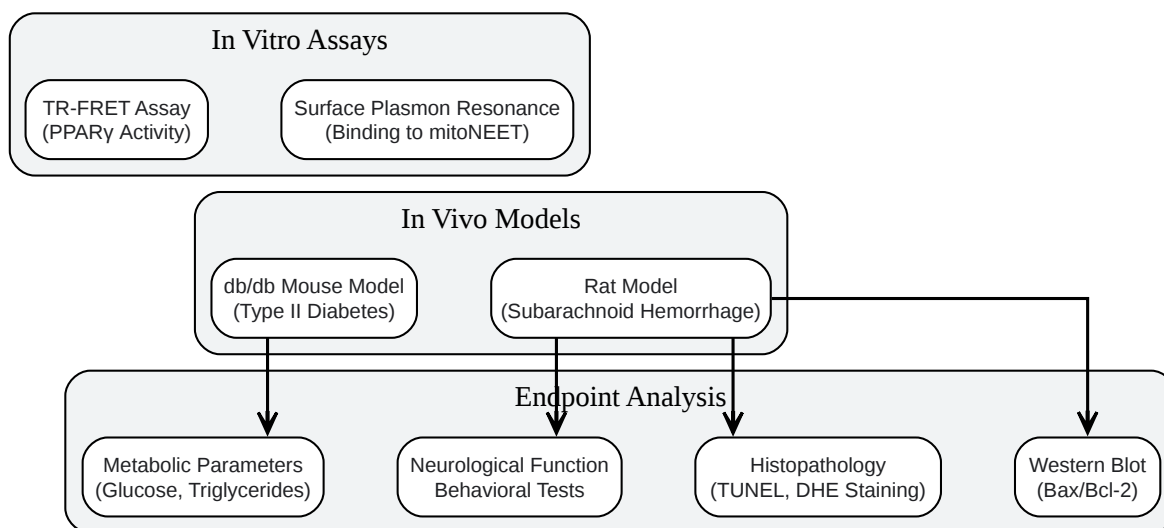 In Vitro Assays
TR-FRET Assay
(PPARγ Activity)
Surface Plasmon Resonance
(Binding to mitoNEET)
In Vivo Models
db/db Mouse Model
(Type II Diabetes)
Rat Model
(Subarachnoid Hemorrhage)
Endpoint Analysis
Metabolic Parameters
(Glucose, Triglycerides)
Neurological Function
Behavioral Tests
Histopathology
(TUNEL, DHE Staining)
Western Blot
(Bax/Bcl-2)